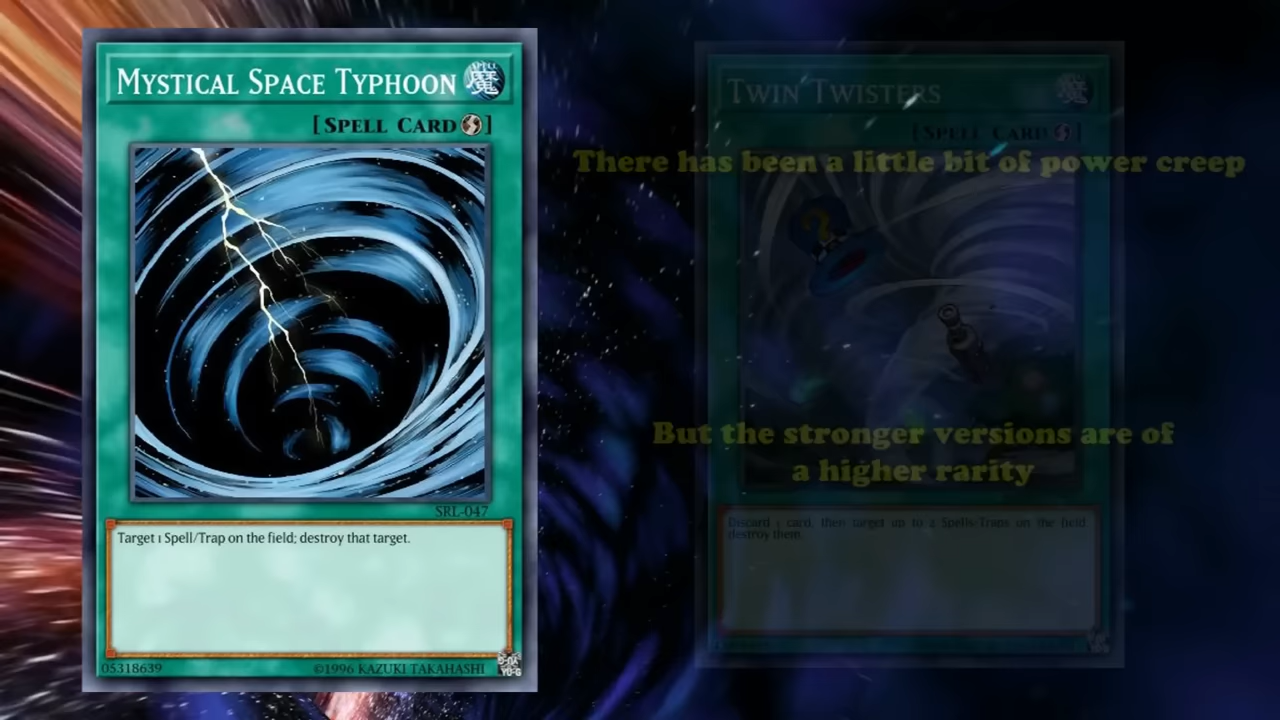 MYSTICAL SPACE TYPHOON
SPELL
魔
[SPELL CARD]
SRL-047
Target 1 Spell/Trap on the field; destroy that target.
05318639
©1996 KAZUKI TAKAHASHI
TWIN TWISTERS
魔
[SPELL CARD]
There has been a little bit of power creep
But the stronger versions are of
a higher rarity
Discard 1 card, then target up to 2 Spells/Traps on the field
destroy them.